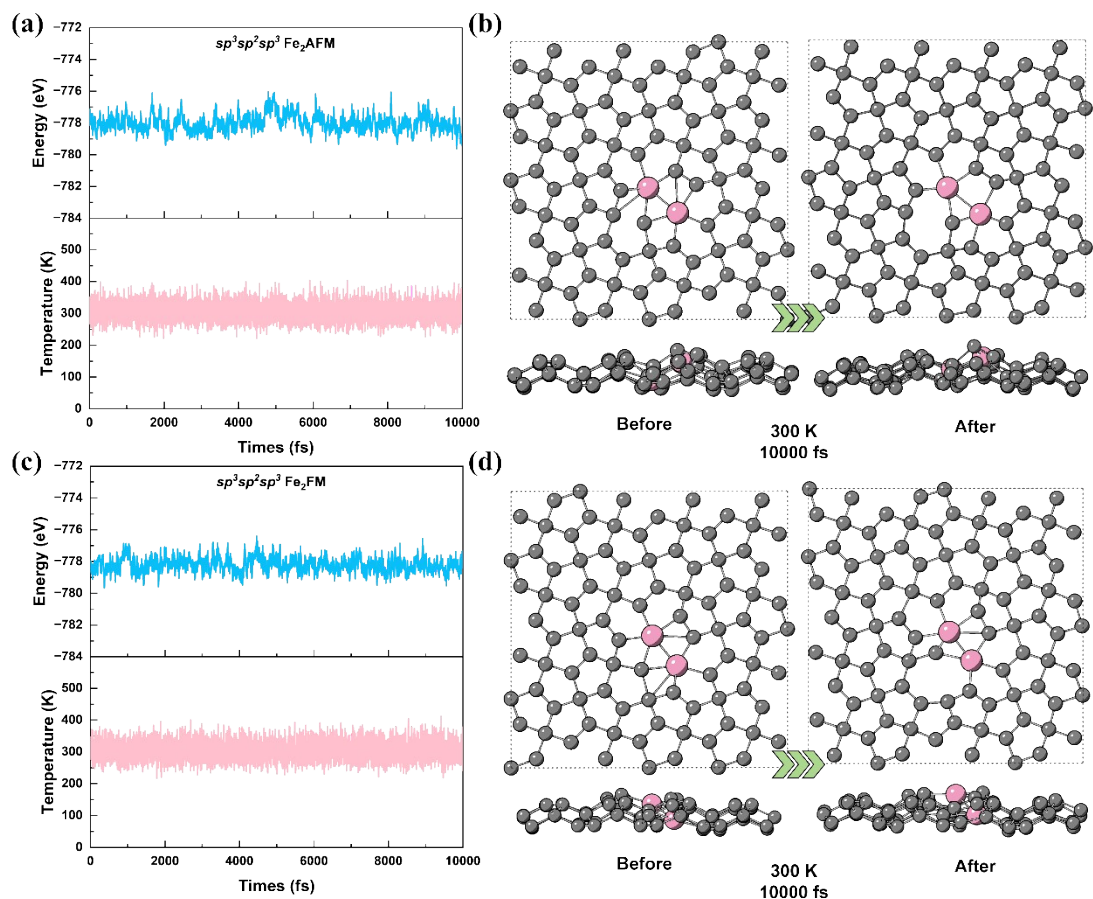 (a)
sp³sp²sp³ Fe₂AFM
Energy (eV)
−772
−774
−776
−778
−780
−782
−784
Temperature (K)
500
400
300
200
100
0
0 2000 4000 6000 8000 10000
Times (fs)
(b)
Before
300 K
10000 fs
After
(c)
sp³sp²sp³ Fe₂FM
Energy (eV)
−772
−774
−776
−778
−780
−782
−784
Temperature (K)
500
400
300
200
100
0
0 2000 4000 6000 8000 10000
Times (fs)
(d)
Before
300 K
10000 fs
After